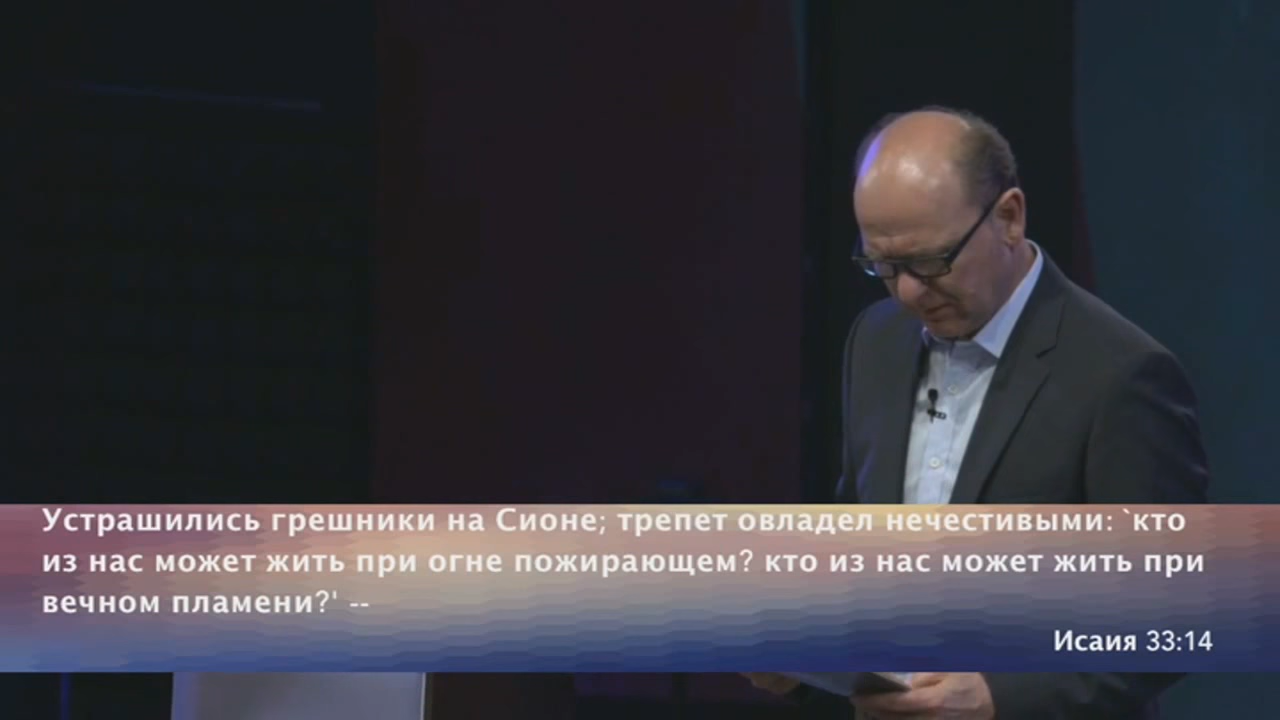 Устрашились грешники на Сионе; трепет овладел нечестивыми: `кто
из нас может жить при огне пожирающем? кто из нас может жить при
вечном пламени?' --
Исаия 33:14